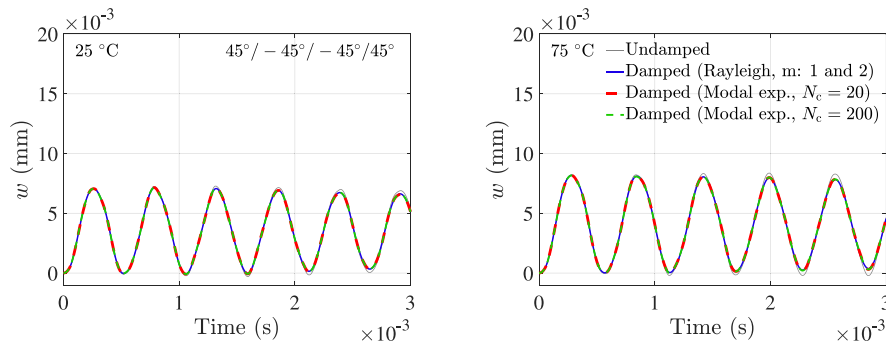 ×10⁻³
20
25 °C
45°/ − 45°/ − 45°/45°
15
10
5
0
w (mm)
0
1
2
3
Time (s)
×10⁻³
×10⁻³
20
75 °C
Undamped
Damped (Rayleigh, m: 1 and 2)
Damped (Modal exp., N_c = 20)
Damped (Modal exp., N_c = 200)
15
10
5
0
w (mm)
0
1
2
3
Time (s)
×10⁻³